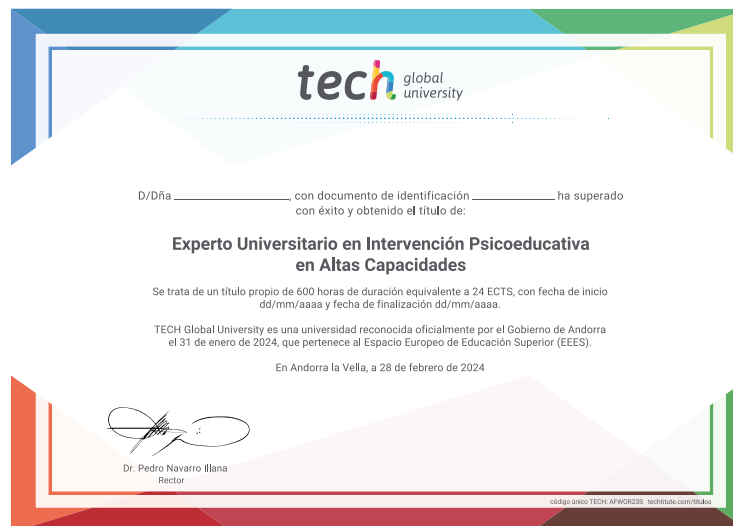 tech global university
D/Dña ____________, con documento de identificación ____________ ha superado
con éxito y obtenido el título de:
Experto Universitario en Intervención Psicoeducativa
en Altas Capacidades
Se trata de un título propio de 600 horas de duración equivalente a 24 ECTS, con fecha de inicio
dd/mm/aaaa y fecha de finalización dd/mm/aaaa.
TECH Global University es una universidad reconocida oficialmente por el Gobierno de Andorra
el 31 de enero de 2024, que pertenece al Espacio Europeo de Educación Superior (EEES).
En Andorra la Vella, a 28 de febrero de 2024
Dr. Pedro Navarro Illana
Rector
código único TECH: AFWOR23S techtitute.com/titulos